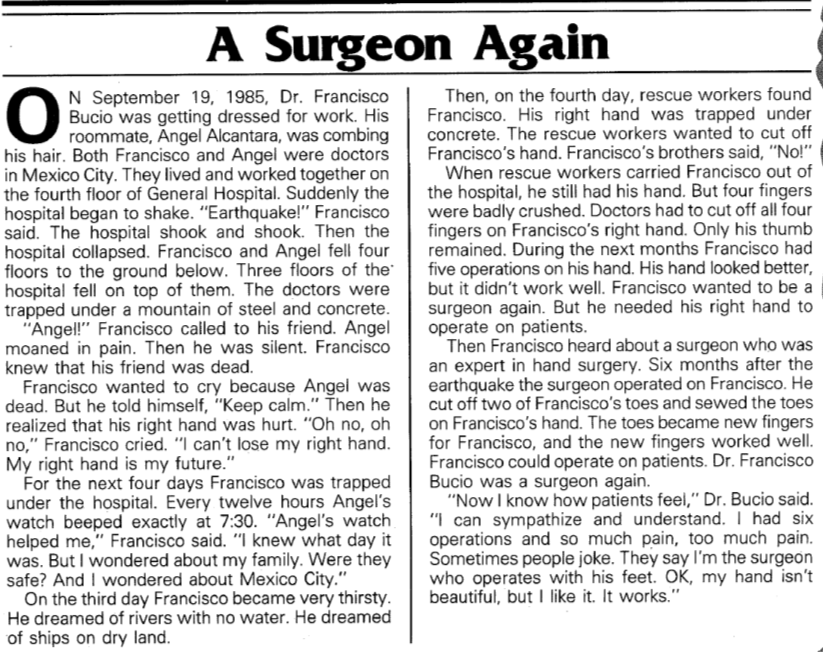 A Surgeon Again
ON September 19, 1985, Dr. Francisco
Bucio was getting dressed for work. His
roommate, Angel Alcantara, was combing
his hair. Both Francisco and Angel were doctors
in Mexico City. They lived and worked together on
the fourth floor of General Hospital. Suddenly the
hospital began to shake. "Earthquake!" Francisco
said. The hospital shook and shook. Then the
hospital collapsed. Francisco and Angel fell four
floors to the ground below. Three floors of the
hospital fell on top of them. The doctors were
trapped under a mountain of steel and concrete.
"Angel!" Francisco called to his friend. Angel
moaned in pain. Then he was silent. Francisco
knew that his friend was dead.
Francisco wanted to cry because Angel was
dead. But he told himself, "Keep calm." Then he
realized that his right hand was hurt. "Oh no, oh
no," Francisco cried. "I can't lose my right hand.
My right hand is my future."
For the next four days Francisco was trapped
under the hospital. Every twelve hours Angel's
watch beeped exactly at 7:30. "Angel's watch
helped me," Francisco said. "I knew what day it
was. But I wondered about my family. Were they
safe? And I wondered about Mexico City."
On the third day Francisco became very thirsty.
He dreamed of rivers with no water. He dreamed
of ships on dry land.
Then, on the fourth day, rescue workers found
Francisco. His right hand was trapped under
concrete. The rescue workers wanted to cut off
Francisco's hand. Francisco's brothers said, "No!"
When rescue workers carried Francisco out of
the hospital, he still had his hand. But four fingers
were badly crushed. Doctors had to cut off all four
fingers on Francisco's right hand. Only his thumb
remained. During the next months Francisco had
five operations on his hand. His hand looked better,
but it didn't work well. Francisco wanted to be a
surgeon again. But he needed his right hand to
operate on patients.
Then Francisco heard about a surgeon who was
an expert in hand surgery. Six months after the
earthquake the surgeon operated on Francisco. He
cut off two of Francisco's toes and sewed the toes
on Francisco's hand. The toes became new fingers
for Francisco, and the new fingers worked well.
Francisco could operate on patients. Dr. Francisco
Bucio was a surgeon again.
"Now I know how patients feel," Dr. Bucio said.
"I can sympathize and understand. I had six
operations and so much pain, too much pain.
Sometimes people joke. They say I'm the surgeon
who operates with his feet. OK, my hand isn't
beautiful, but I like it. It works."